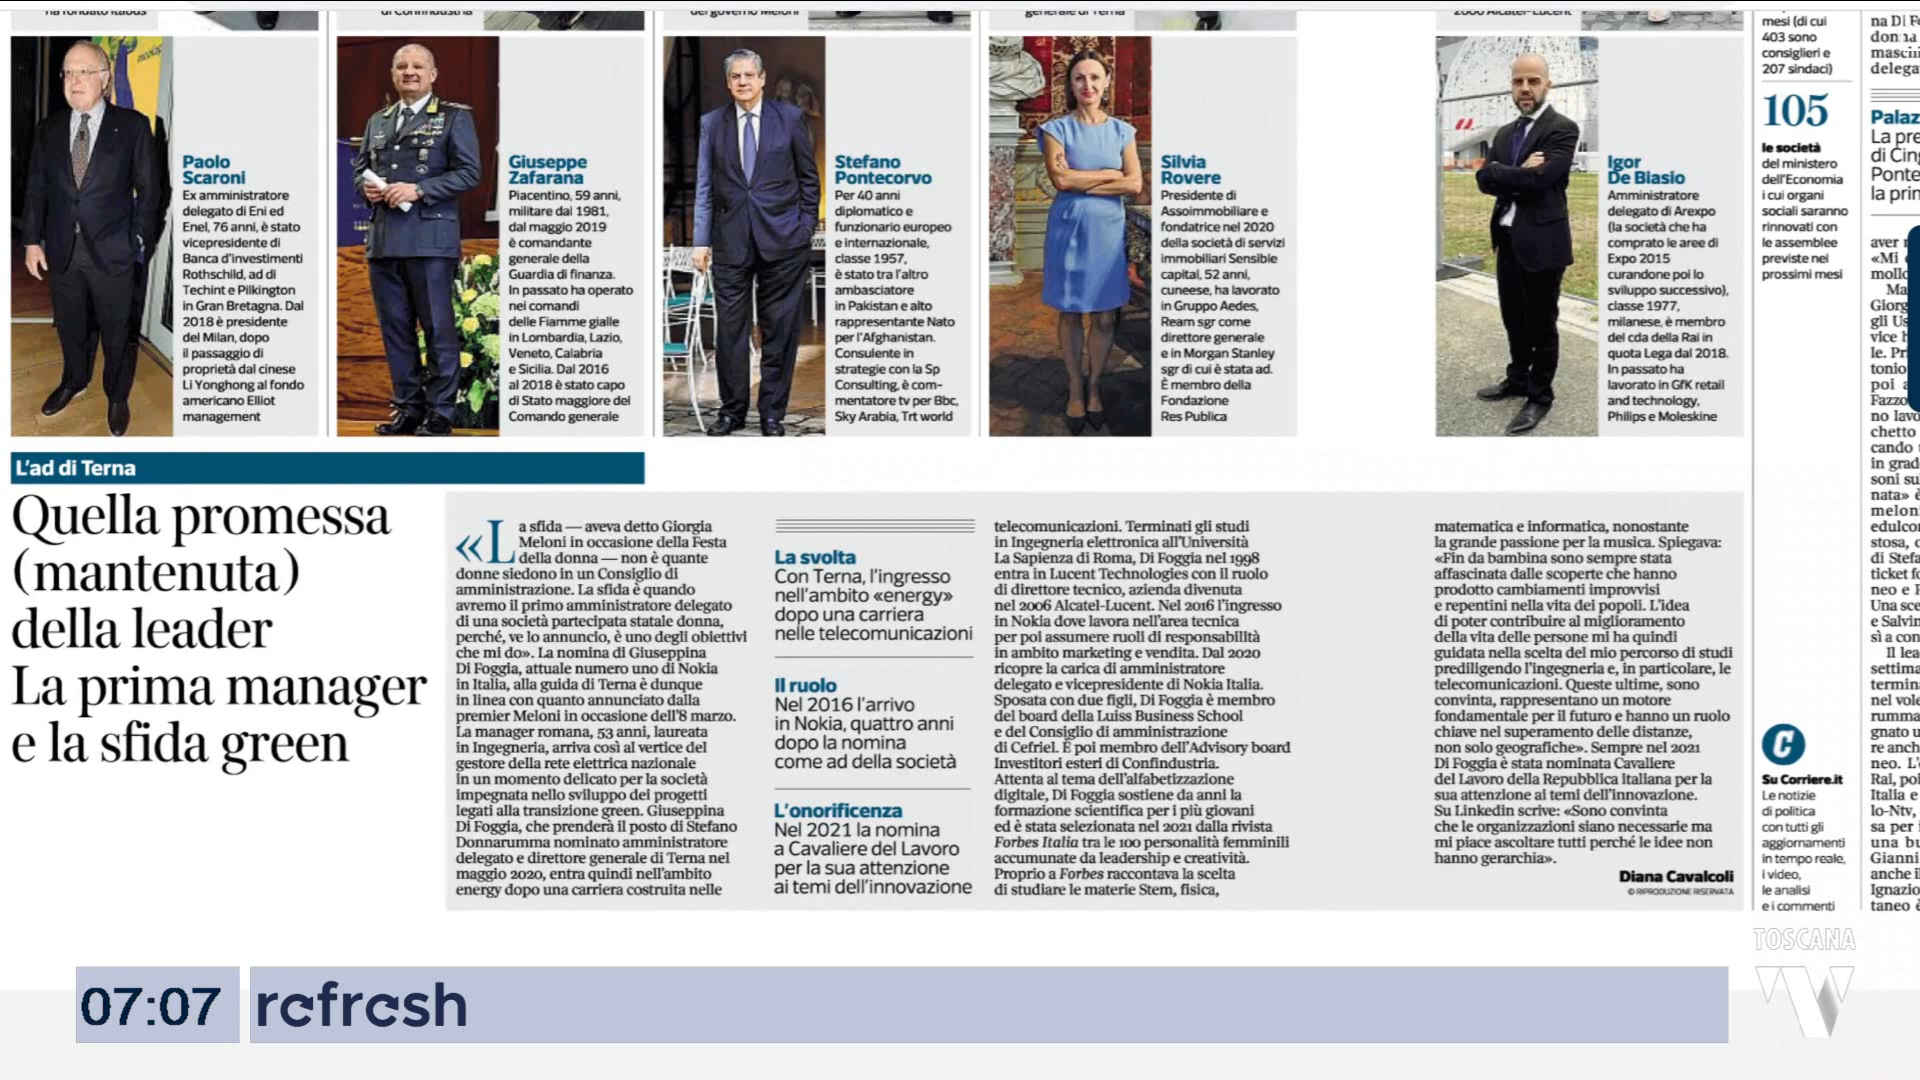 ha fondato Itabus
di Confindustria
del governo Meloni
generale di Terna
2006 Alcatel-Lucent
Paolo
Scaroni
Ex amministratore
delegato di Eni ed
Enel, 76 anni, è stato
vicepresidente di
Banca d'investimenti
Rothschild, ad di
Techint e Pilkington
in Gran Bretagna. Dal
2018 è presidente
del Milan, dopo
il passaggio di
proprietà dal cinese
Li Yonghong al fondo
americano Elliot
management
Giuseppe
Zafarana
Piacentino, 59 anni,
militare dal 1981,
dal maggio 2019
è comandante
generale della
Guardia di finanza.
In passato ha operato
nei comandi
delle Fiamme gialle
in Lombardia, Lazio,
Veneto, Calabria
e Sicilia. Dal 2016
al 2018 è stato capo
di Stato maggiore del
Comando generale
Stefano
Pontecorvo
Per 40 anni
diplomatico e
funzionario europeo
e internazionale,
classe 1957,
è stato tra l'altro
ambasciatore
in Pakistan e alto
rappresentante Nato
per l'Afghanistan.
Consulente in
strategie con la Sp
Consulting, è com-
mentatore tv per Bbc,
Sky Arabia, Trt world
Silvia
Rovere
Presidente di
Assoimmobiliare e
fondatrice nel 2020
della società di servizi
immobiliari Sensible
capital, 52 anni,
cuneese, ha lavorato
in Gruppo Aedes,
Ream sgr come
direttore generale
e in Morgan Stanley
sgr di cui è stata ad.
È membro della
Fondazione
Res Publica
Igor
De Biasio
Amministratore
delegato di Arexpo
(la società che ha
comprato le aree di
Expo 2015
curandone poi lo
sviluppo successivo),
classe 1977,
milanese, è membro
del cda della Rai in
quota Lega dal 2018.
In passato ha
lavorato in GfK retail
and technology,
Philips e Moleskine
mesi (di cui
403 sono
consiglieri e
207 sindaci)
105
le società
del ministero
dell'Economia
i cui organi
sociali saranno
rinnovati con
le assemblee
previste nei
prossimi mesi
L'ad di Terna
Quella promessa
(mantenuta)
della leader
La prima manager
e la sfida green
«La sfida — aveva detto Giorgia
Meloni in occasione della Festa
della donna — non è quante
donne siedono in un Consiglio di
amministrazione. La sfida è quando
avremo il primo amministratore delegato
di una società partecipata statale donna,
perché, ve lo annuncio, è uno degli obiettivi
che mi do». La nomina di Giuseppina
Di Foggia, attuale numero uno di Nokia
in Italia, alla guida di Terna è dunque
in linea con quanto annunciato dalla
premier Meloni in occasione dell'8 marzo.
La manager romana, 53 anni, laureata
in Ingegneria, arriva così al vertice del
gestore della rete elettrica nazionale
in un momento delicato per la società
impegnata nello sviluppo dei progetti
legati alla transizione green. Giuseppina
Di Foggia, che prenderà il posto di Stefano
Donnarumma nominato amministratore
delegato e direttore generale di Terna nel
maggio 2020, entra quindi nell'ambito
energy dopo una carriera costruita nelle
La svolta
Con Terna, l'ingresso
nell'ambito «energy»
dopo una carriera
nelle telecomunicazioni
Il ruolo
Nel 2016 l'arrivo
in Nokia, quattro anni
dopo la nomina
come ad della società
L'onorificenza
Nel 2021 la nomina
a Cavaliere del Lavoro
per la sua attenzione
ai temi dell'innovazione
telecomunicazioni. Terminati gli studi
in Ingegneria elettronica all'Università
La Sapienza di Roma, Di Foggia nel 1998
entra in Lucent Technologies con il ruolo
di direttore tecnico, azienda divenuta
nel 2006 Alcatel-Lucent. Nel 2016 l'ingresso
in Nokia dove lavora nell'area tecnica
per poi assumere ruoli di responsabilità
in ambito marketing e vendita. Dal 2020
ricopre la carica di amministratore
delegato e vicepresidente di Nokia Italia.
Sposata con due figli, Di Foggia è membro
del board della Luiss Business School
e del Consiglio di amministrazione
di Cefriel. È poi membro dell'Advisory board
Investitori esteri di Confindustria.
Attenta al tema dell'alfabetizzazione
digitale, Di Foggia sostiene da anni la
formazione scientifica per i più giovani
ed è stata selezionata nel 2021 dalla rivista
Forbes Italia tra le 100 personalità femminili
accumunate da leadership e creatività.
Proprio a Forbes raccontava la scelta
di studiare le materie Stem, fisica,
matematica e informatica, nonostante
la grande passione per la musica. Spiegava:
«Fin da bambina sono sempre stata
affascinata dalle scoperte che hanno
prodotto cambiamenti improvvisi
e repentini nella vita dei popoli. L'idea
di poter contribuire al miglioramento
della vita delle persone mi ha quindi
guidata nella scelta del mio percorso di studi
prediligendo l'ingegneria e, in particolare, le
telecomunicazioni. Queste ultime, sono
convinta, rappresentano un motore
fondamentale per il futuro e hanno un ruolo
chiave nel superamento delle distanze,
non solo geografiche». Sempre nel 2021
Di Foggia è stata nominata Cavaliere
del Lavoro della Repubblica italiana per la
sua attenzione ai temi dell'innovazione.
Su Linkedin scrive: «Sono convinta
che le organizzazioni siano necessarie ma
mi piace ascoltare tutti perché le idee non
hanno gerarchia».
Diana Cavalcoli
© RIPRODUZIONE RISERVATA
C
Su Corriere.it
Le notizie
di politica
con tutti gli
aggiornamenti
in tempo reale,
i video,
le analisi
e i commenti
TOSCANA
TV
07:07 refresh